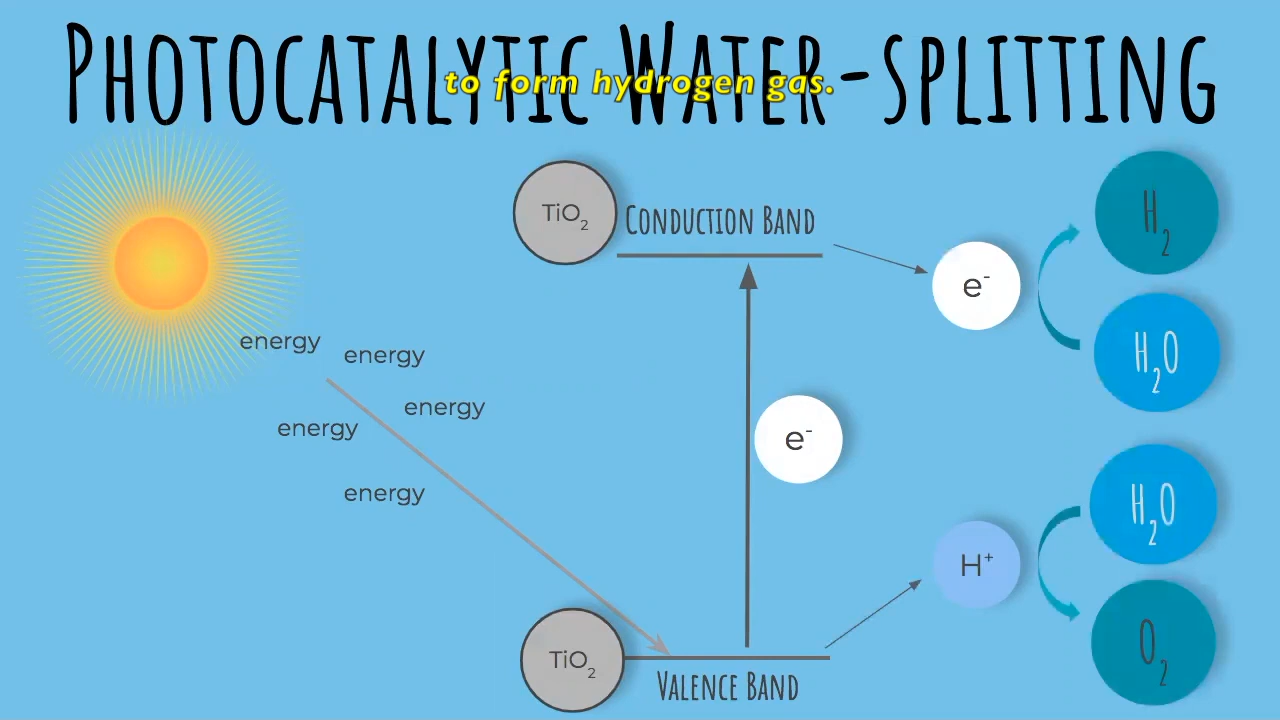 PHOTOCATALYTIC WATER-SPLITTING
to form hydrogen gas.
TiO₂
CONDUCTION BAND
e⁻
H₂
H₂O
energy
energy
energy
energy
energy
e⁻
H⁺
H₂O
O₂
TiO₂
VALENCE BAND